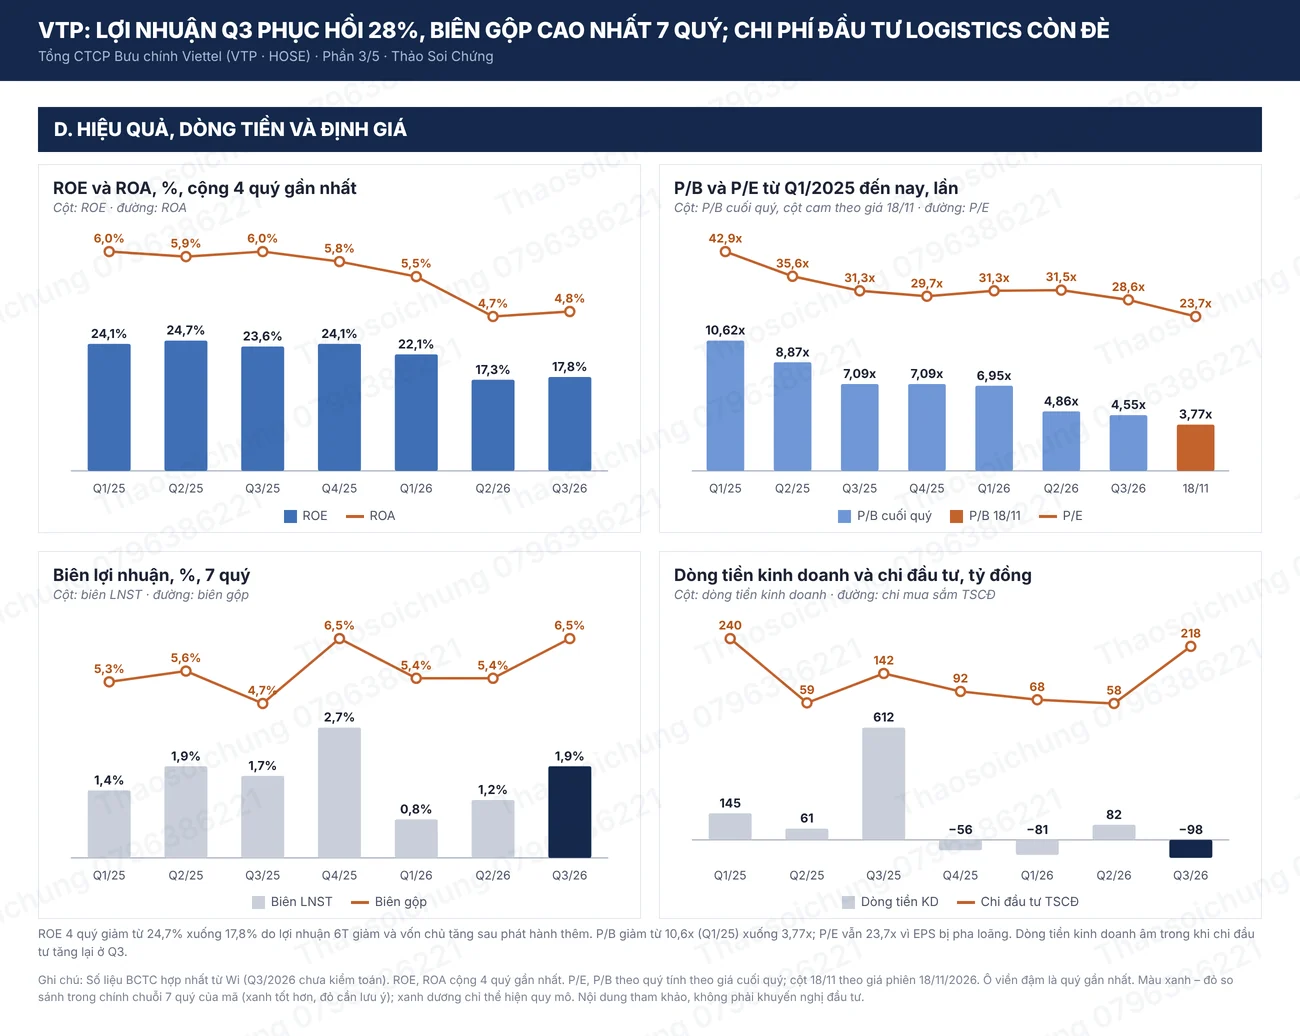 VTP: LỢI NHUẬN Q3 PHỤC HỒI 28%, BIÊN GỘP CAO NHẤT 7 QUÝ; CHI PHÍ ĐẦU TƯ LOGISTICS CÒN ĐÈ
Tổng CTCP Bưu chính Viettel (VTP · HOSE) · Phần 3/5 · Thảo Soi Chứng
D. HIỆU QUẢ, DÒNG TIỀN VÀ ĐỊNH GIÁ
ROE và ROA, %, cộng 4 quý gần nhất
Cột: ROE · đường: ROA
6,0% 5,9% 6,0% 5,8% 5,5% 4,7% 4,8%
24,1% 24,7% 23,6% 24,1% 22,1% 17,3% 17,8%
Q1/25 Q2/25 Q3/25 Q4/25 Q1/26 Q2/26 Q3/26
ROE ROA
P/B và P/E từ Q1/2025 đến nay, lần
Cột: P/B cuối quý, cột cam theo giá 18/11 · đường: P/E
42,9x 35,6x 31,3x 29,7x 31,3x 31,5x 28,6x 23,7x
10,62x 8,87x 7,09x 7,09x 6,95x 4,86x 4,55x 3,77x
Q1/25 Q2/25 Q3/25 Q4/25 Q1/26 Q2/26 Q3/26 18/11
P/B cuối quý P/B 18/11 P/E
Biên lợi nhuận, %, 7 quý
Cột: biên LNST · đường: biên gộp
5,3% 5,6% 4,7% 6,5% 5,4% 5,4% 6,5%
1,4% 1,9% 1,7% 2,7% 0,8% 1,2% 1,9%
Q1/25 Q2/25 Q3/25 Q4/25 Q1/26 Q2/26 Q3/26
Biên LNST Biên gộp
Dòng tiền kinh doanh và chi đầu tư, tỷ đồng
Cột: dòng tiền kinh doanh · đường: chi mua sắm TSCĐ
240 59 142 92 68 58 218
145 61 612 −56 −81 82 −98
Q1/25 Q2/25 Q3/25 Q4/25 Q1/26 Q2/26 Q3/26
Dòng tiền KD Chi đầu tư TSCĐ
ROE 4 quý giảm từ 24,7% xuống 17,8% do lợi nhuận 6T giảm và vốn chủ tăng sau phát hành thêm. P/B giảm từ 10,6x (Q1/25) xuống 3,77x; P/E vẫn 23,7x vì EPS bị pha loãng. Dòng tiền kinh doanh âm trong khi chi đầu
tư tăng lại ở Q3.
Ghi chú: Số liệu BCTC hợp nhất từ Wi (Q3/2026 chưa kiểm toán). ROE, ROA cộng 4 quý gần nhất. P/E, P/B theo quý tính theo giá cuối quý; cột 18/11 theo giá phiên 18/11/2026. Ô viền đậm là quý gần nhất. Màu xanh – đỏ so
sánh trong chính chuỗi 7 quý của mã (xanh tốt hơn, đỏ cần lưu ý); xanh dương chỉ thể hiện quy mô. Nội dung tham khảo, không phải khuyến nghị đầu tư.
Thaosoichung 0796386221